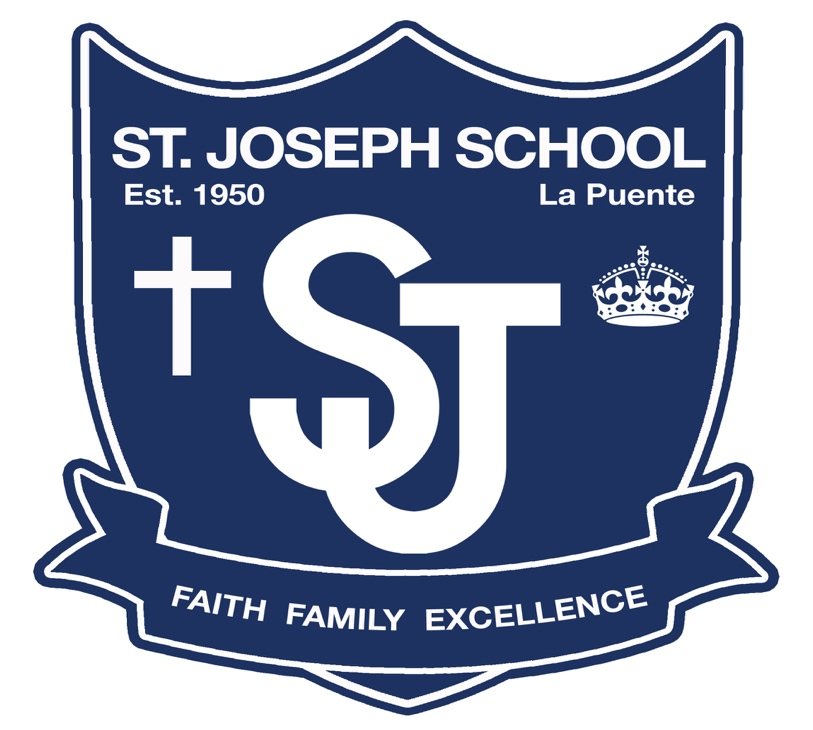 ST. JOSEPH SCHOOL
Est. 1950 La Puente
SJ
FAITH FAMILY EXCELLENCE